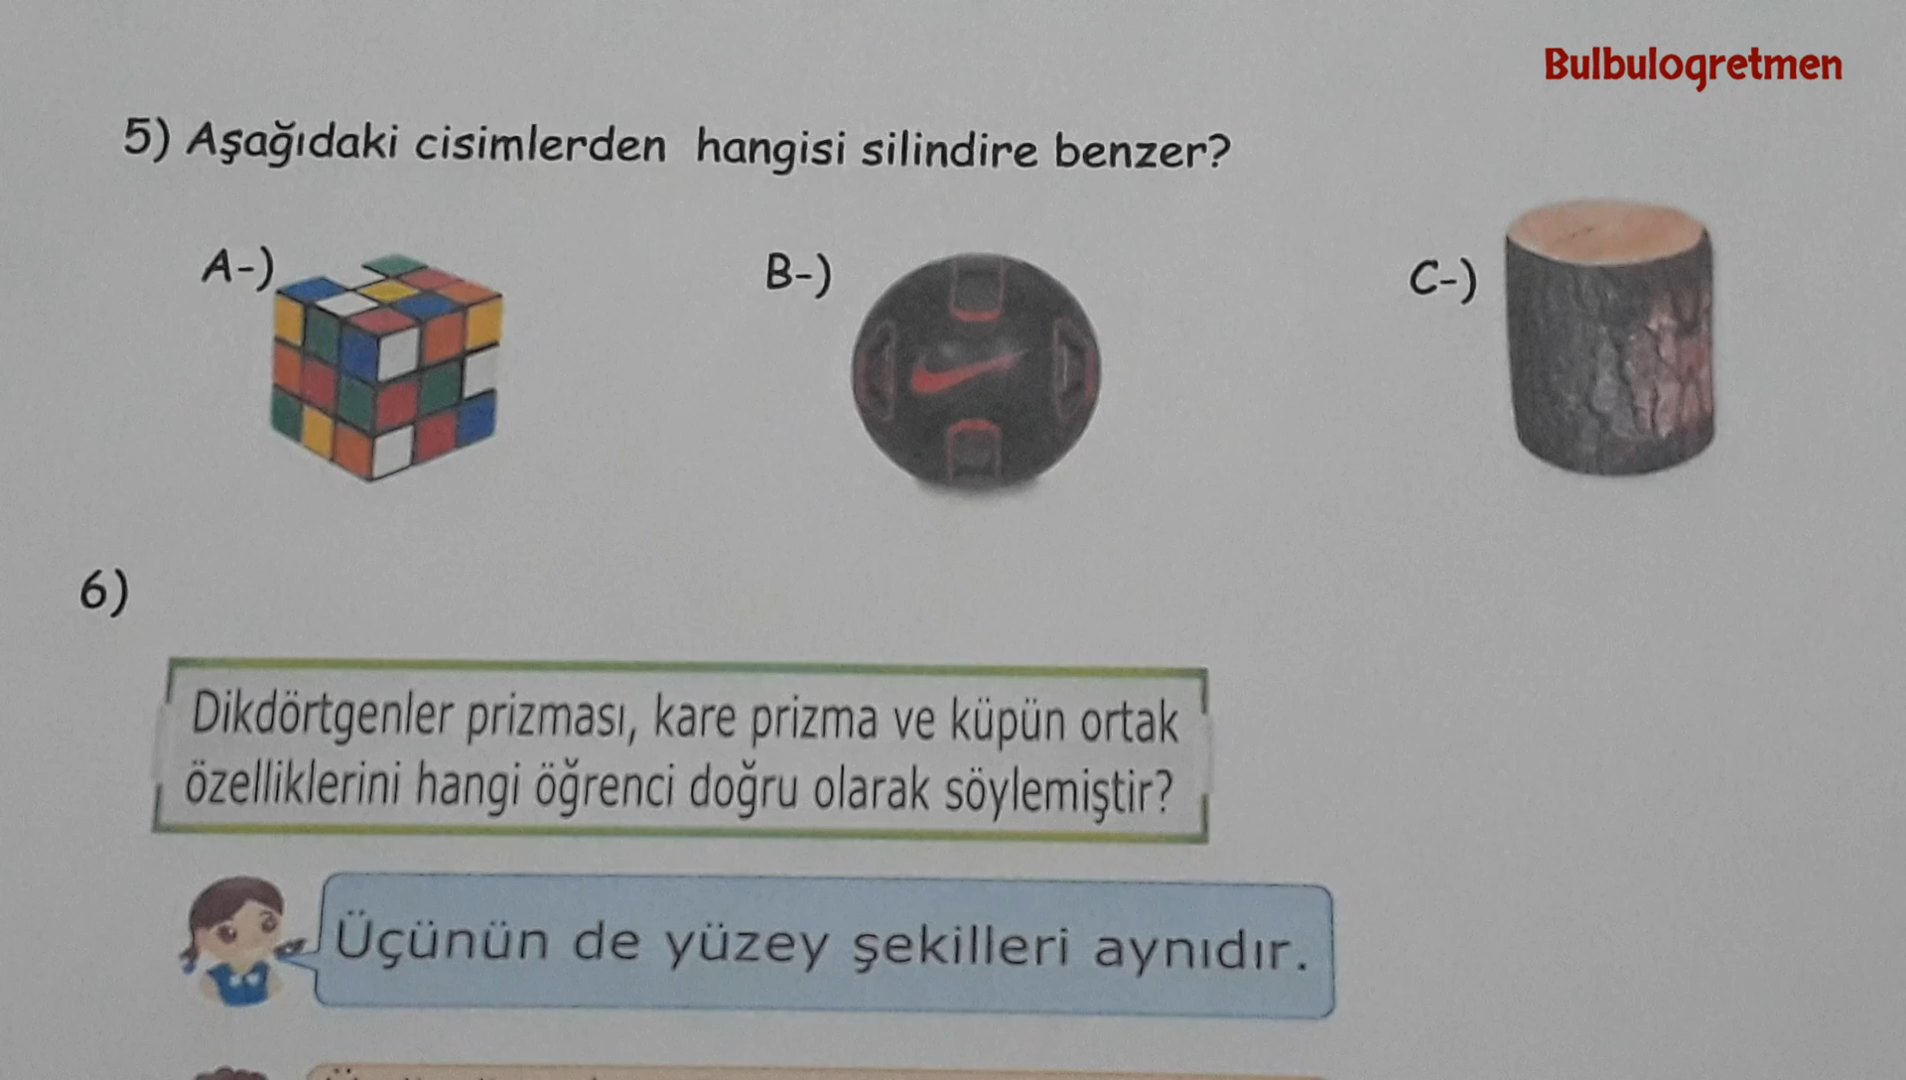 Bulbulogretmen
5) Aşağıdaki cisimlerden hangisi silindire benzer?
A-)
B-)
C-)
6)
Dikdörtgenler prizması, kare prizma ve küpün ortak
özelliklerini hangi öğrenci doğru olarak söylemiştir?
Üçünün de yüzey şekilleri aynıdır.